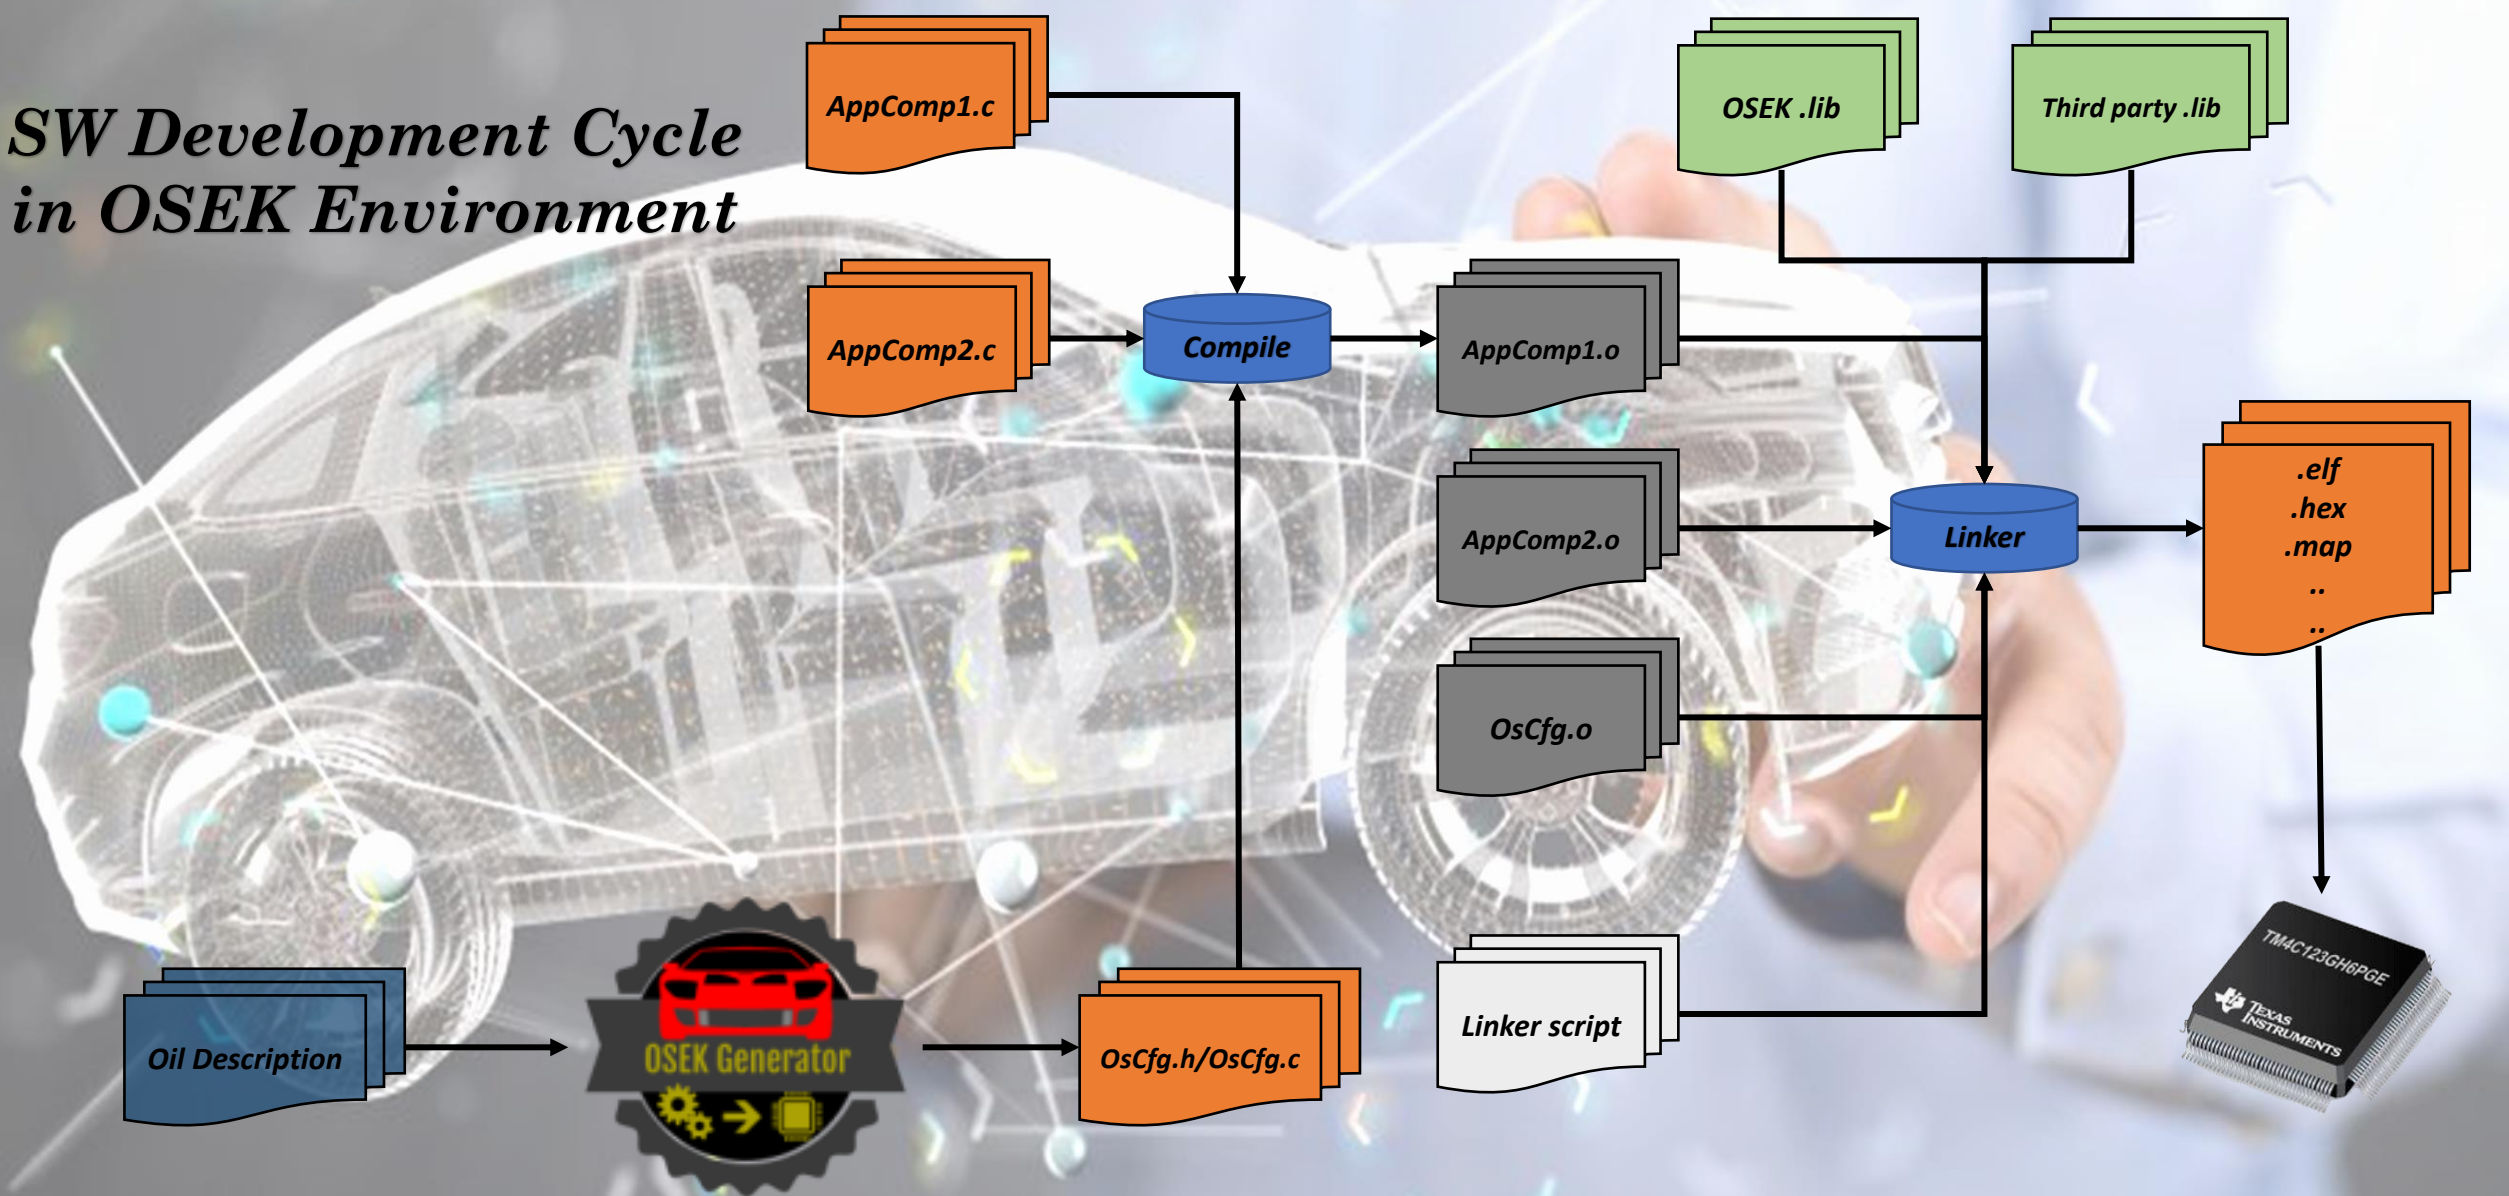 SW Development Cycle
in OSEK Environment
AppComp1.c
OSEK .lib
Third party .lib
AppComp2.c
Compile
AppComp1.o
AppComp2.o
Linker
.elf
.hex
.map
..
..
OsCfg.o
Oil Description
OSEK Generator
OsCfg.h/OsCfg.c
Linker script
TM4C123GH6PGE
TEXAS
INSTRUMENTS